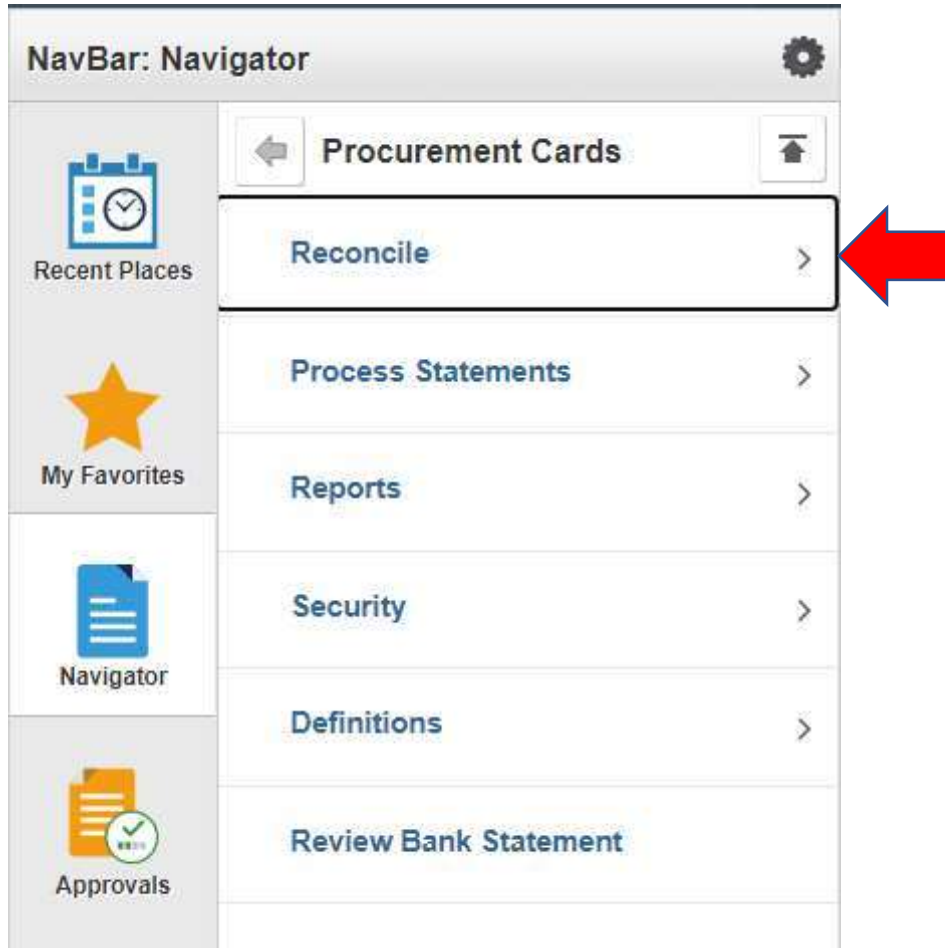 NavBar: Navigator
Recent Places
My Favorites
Navigator
Approvals
Procurement Cards
Reconcile
Process Statements
Reports
Security
Definitions
Review Bank Statement